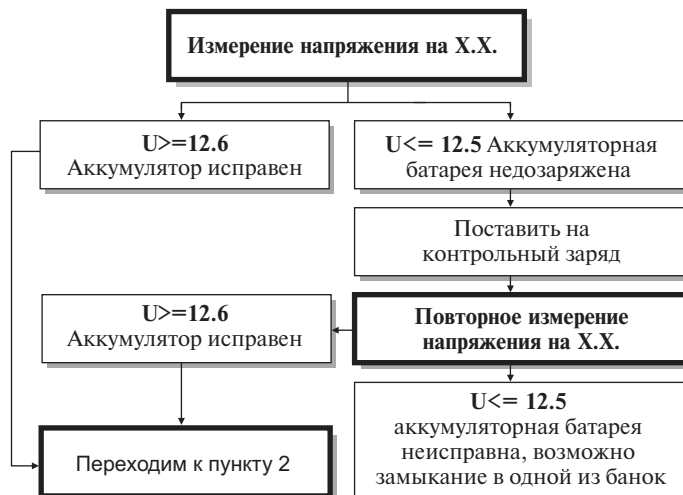 Измерение напряжения на Х.Х.
U>=12.6
Аккумулятор исправен
U<= 12.5 Аккумуляторная
батарея недозаряжена
Поставить на
контрольный заряд
U>=12.6
Аккумулятор исправен
Повторное измерение
напряжения на Х.Х.
Переходим к пункту 2
U<= 12.5
аккумуляторная батарея
неисправна, возможно
замыкание в одной из банок